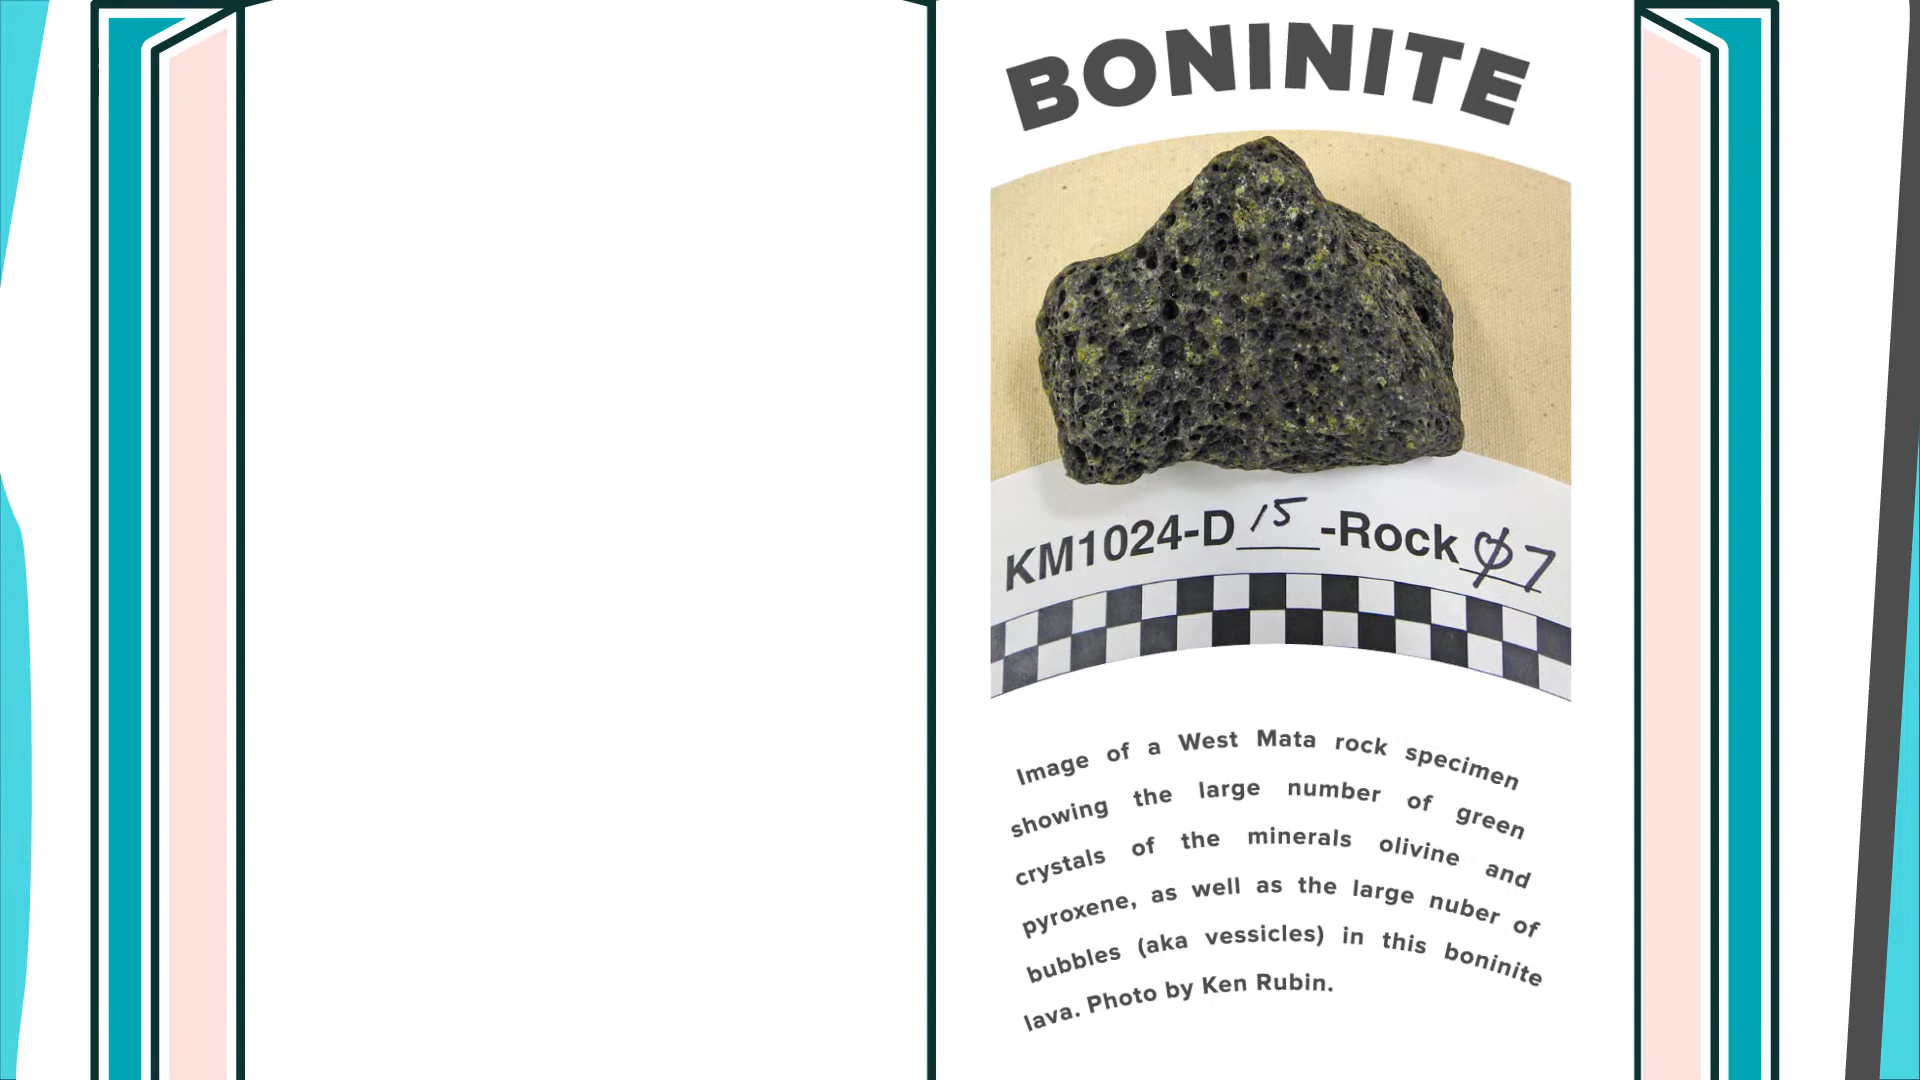 BONINITE
KM1024-D 15 -Rock 07
Image of a West Mata rock specimen
showing the large number of green
crystals of the minerals olivine and
pyroxene, as well as the large nuber of
bubbles (aka vessicles) in this boninite
lava. Photo by Ken Rubin.